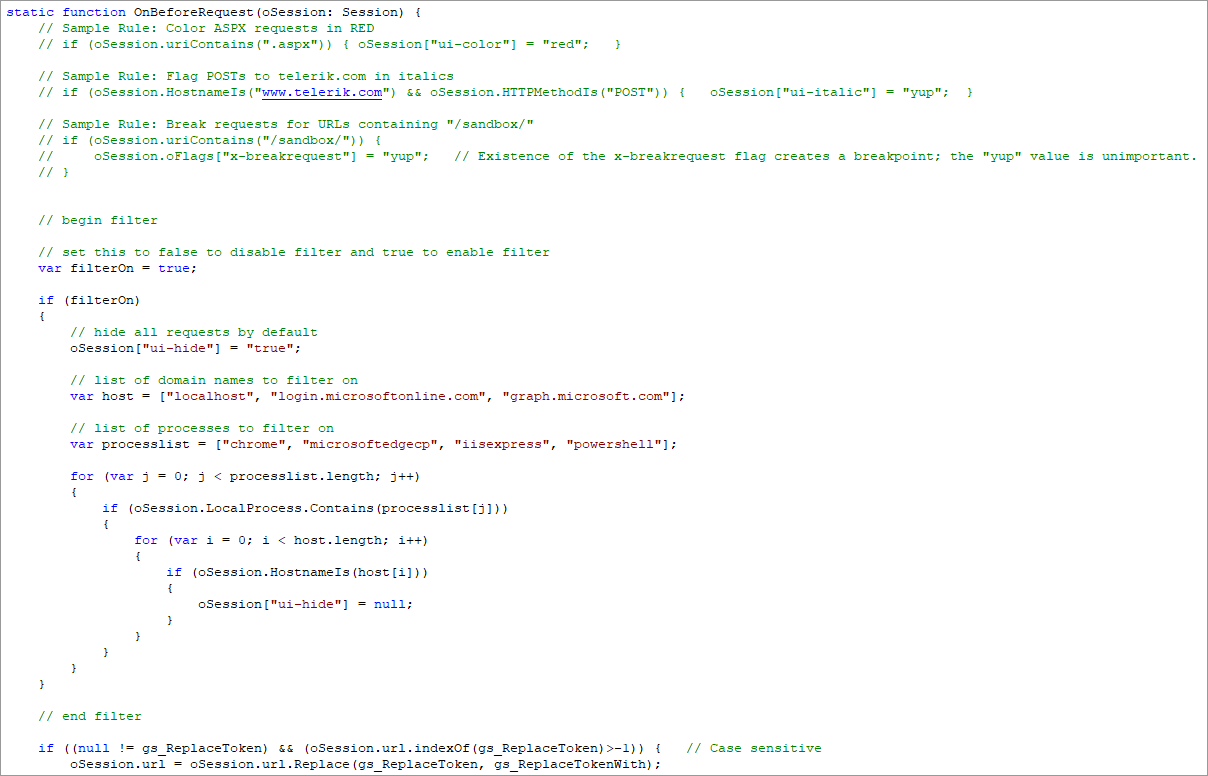 static function OnBeforeRequest(oSession: Session) {
    // Sample Rule: Color ASPX requests in RED
    // if (oSession.uriContains(".aspx")) { oSession["ui-color"] = "red";   }

    // Sample Rule: Flag POSTs to telerik.com in italics
    // if (oSession.HostnameIs("www.telerik.com") && oSession.HTTPMethodIs("POST")) {   oSession["ui-italic"] = "yup";  }

    // Sample Rule: Break requests for URLs containing "/sandbox/"
    // if (oSession.uriContains("/sandbox/")) {
    //     oSession.oFlags["x-breakrequest"] = "yup";   // Existence of the x-breakrequest flag creates a breakpoint; the "yup" value is unimportant.
    // }


    // begin filter

    // set this to false to disable filter and true to enable filter
    var filterOn = true;

    if (filterOn)
    {
        // hide all requests by default
        oSession["ui-hide"] = "true";

        // list of domain names to filter on
        var host = ["localhost", "login.microsoftonline.com", "graph.microsoft.com"];

        // list of processes to filter on
        var processlist = ["chrome", "microsoftedgecp", "iisexpress", "powershell"];

        for (var j = 0; j < processlist.length; j++)
        {
            if (oSession.LocalProcess.Contains(processlist[j]))
            {
                for (var i = 0; i < host.length; i++)
                {
                    if (oSession.HostnameIs(host[i]))
                    {
                        oSession["ui-hide"] = null;
                    }
                }
            }
        }
    }

    // end filter

    if ((null != gs_ReplaceToken) && (oSession.url.indexOf(gs_ReplaceToken)>-1)) {   // Case sensitive
        oSession.url = oSession.url.Replace(gs_ReplaceToken, gs_ReplaceTokenWith);